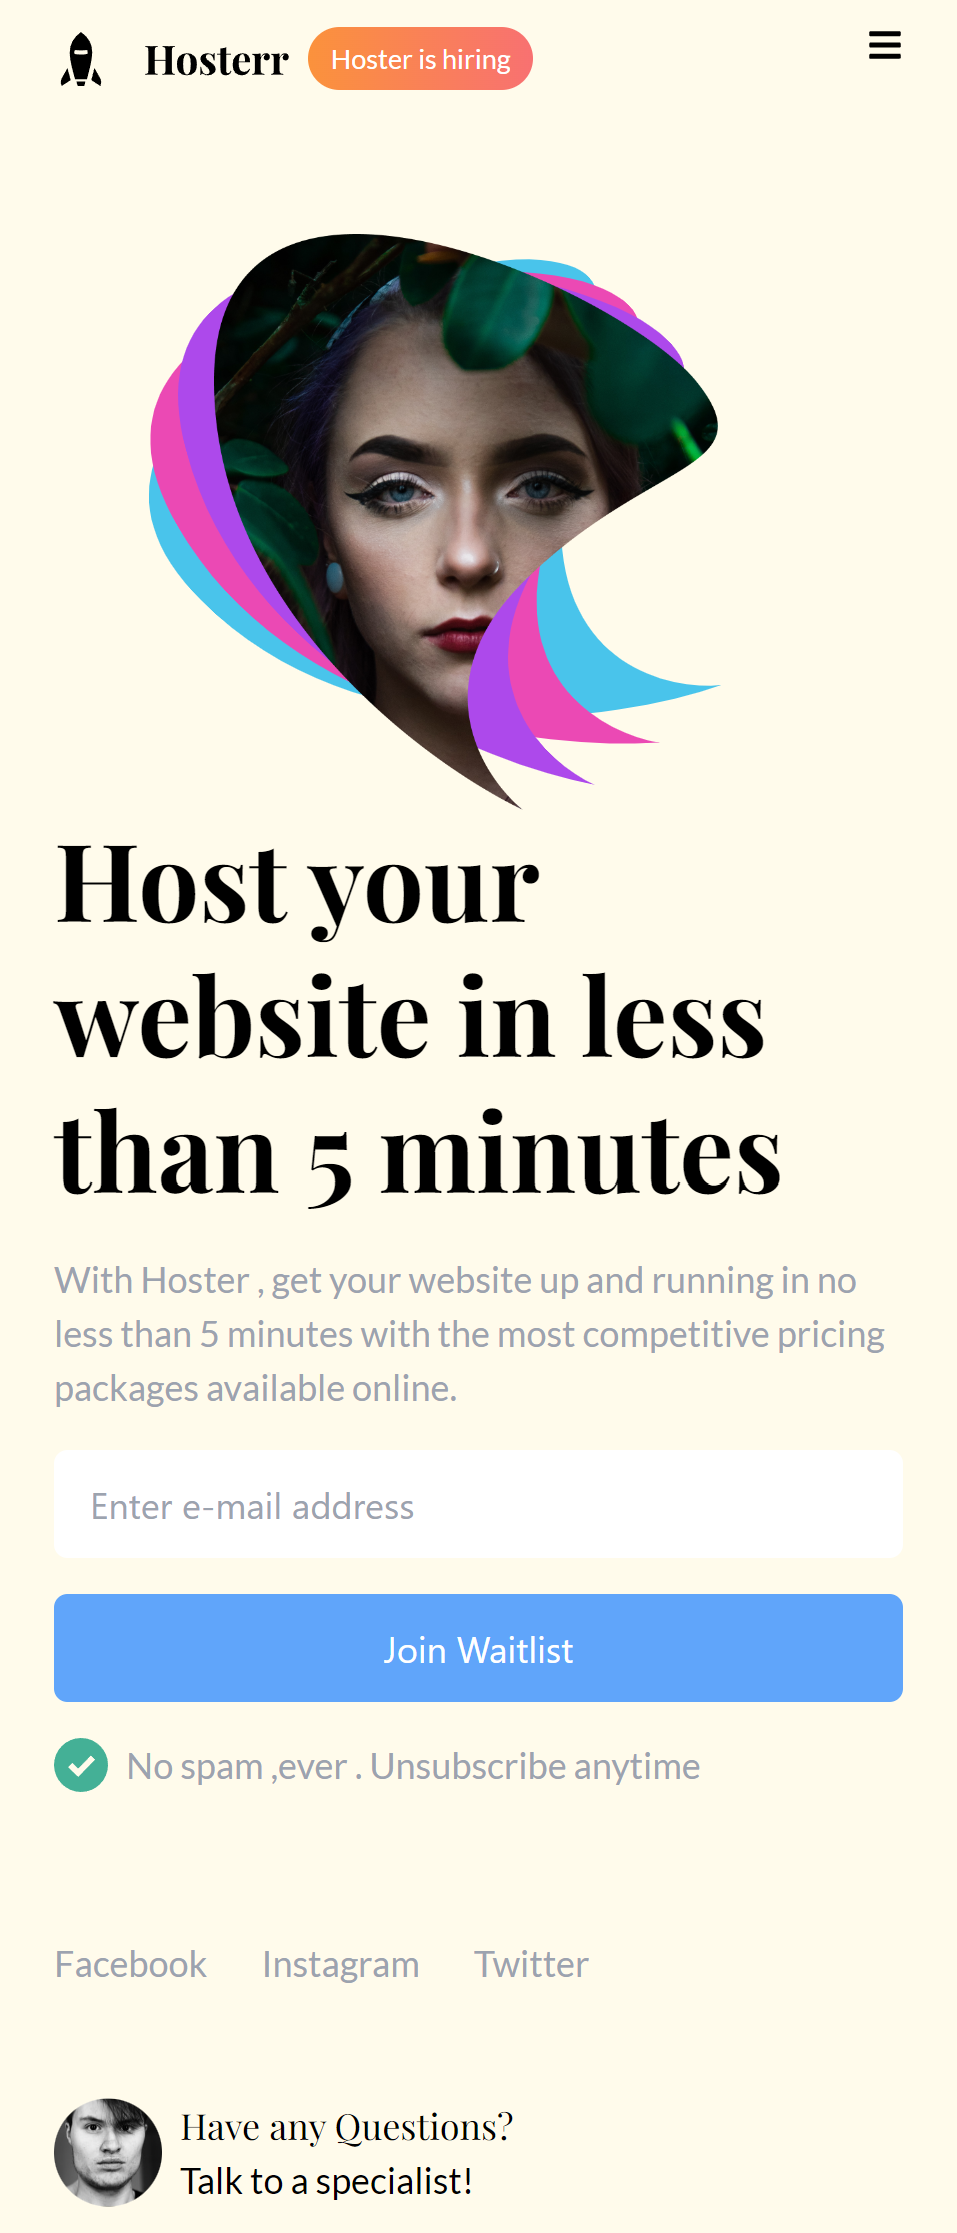 Hosterr
Hoster is hiring
Host your
website in less
than 5 minutes
With Hoster , get your website up and running in no
less than 5 minutes with the most competitive pricing
packages available online.
Enter e-mail address
Join Waitlist
No spam ,ever . Unsubscribe anytime
Facebook Instagram Twitter
Have any Questions?
Talk to a specialist!